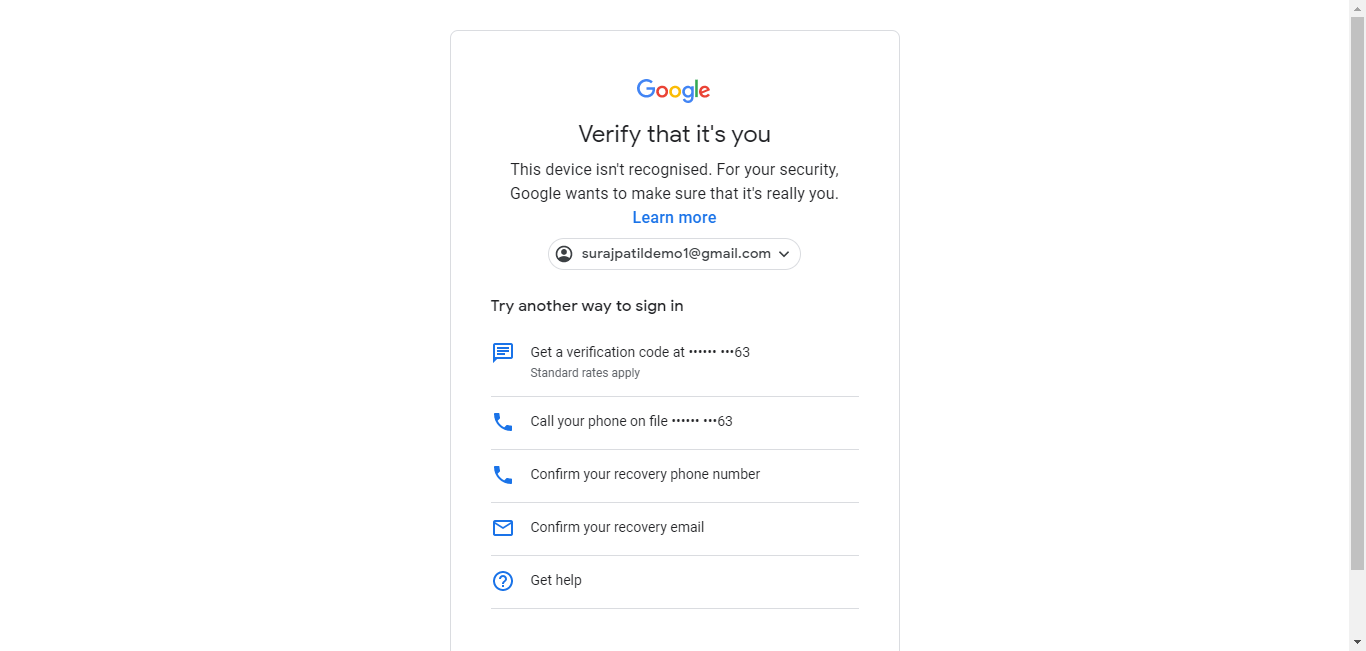 Google
Verify that it's you
This device isn't recognised. For your security,
Google wants to make sure that it's really you.
Learn more
surajpatildemo1@gmail.com
Try another way to sign in
Get a verification code at •••••• •••63
Standard rates apply
Call your phone on file •••••• •••63
Confirm your recovery phone number
Confirm your recovery email
Get help